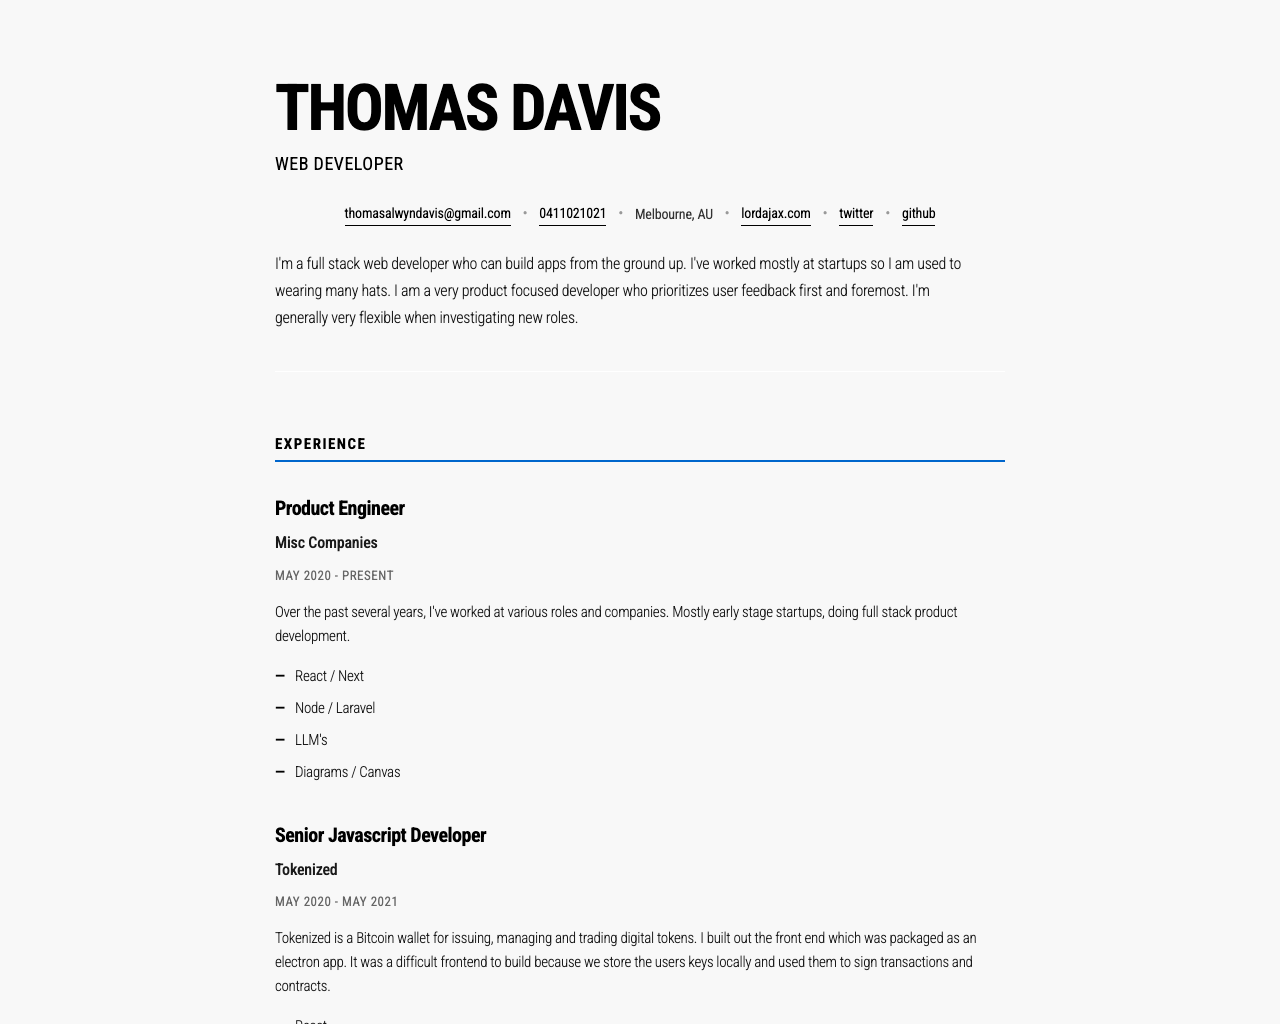 THOMAS DAVIS
WEB DEVELOPER
thomasalwyndavis@gmail.com • 0411021021 • Melbourne, AU • lordajax.com • twitter • github
I'm a full stack web developer who can build apps from the ground up. I've worked mostly at startups so I am used to
wearing many hats. I am a very product focused developer who prioritizes user feedback first and foremost. I'm
generally very flexible when investigating new roles.
EXPERIENCE
Product Engineer
Misc Companies
MAY 2020 - PRESENT
Over the past several years, I've worked at various roles and companies. Mostly early stage startups, doing full stack product
development.
– React / Next
– Node / Laravel
– LLM's
– Diagrams / Canvas
Senior Javascript Developer
Tokenized
MAY 2020 - MAY 2021
Tokenized is a Bitcoin wallet for issuing, managing and trading digital tokens. I built out the front end which was packaged as an
electron app. It was a difficult frontend to build because we store the users keys locally and used them to sign transactions and
contracts.
React